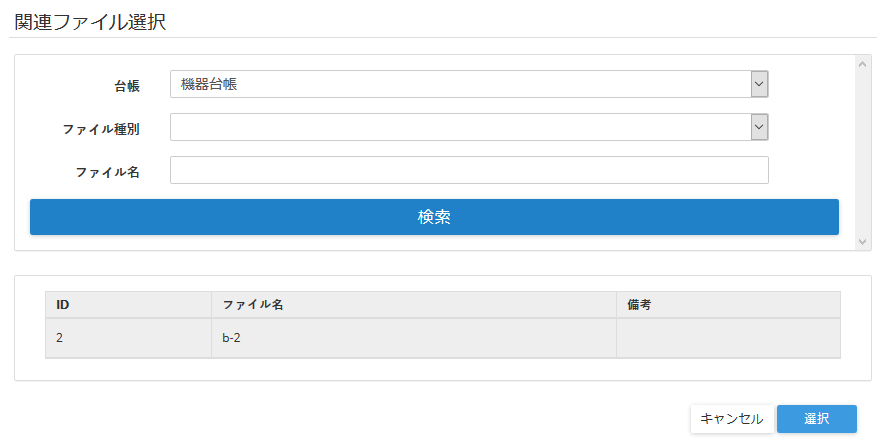 関連ファイル選択
台帳 機器台帳
ファイル種別
ファイル名
検索
ID ファイル名 備考
2 b-2
キャンセル 選択